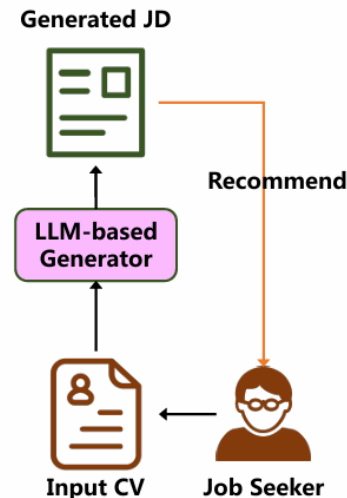 Generated JD
Recommend
LLM-based
Generator
Input CV
Job Seeker